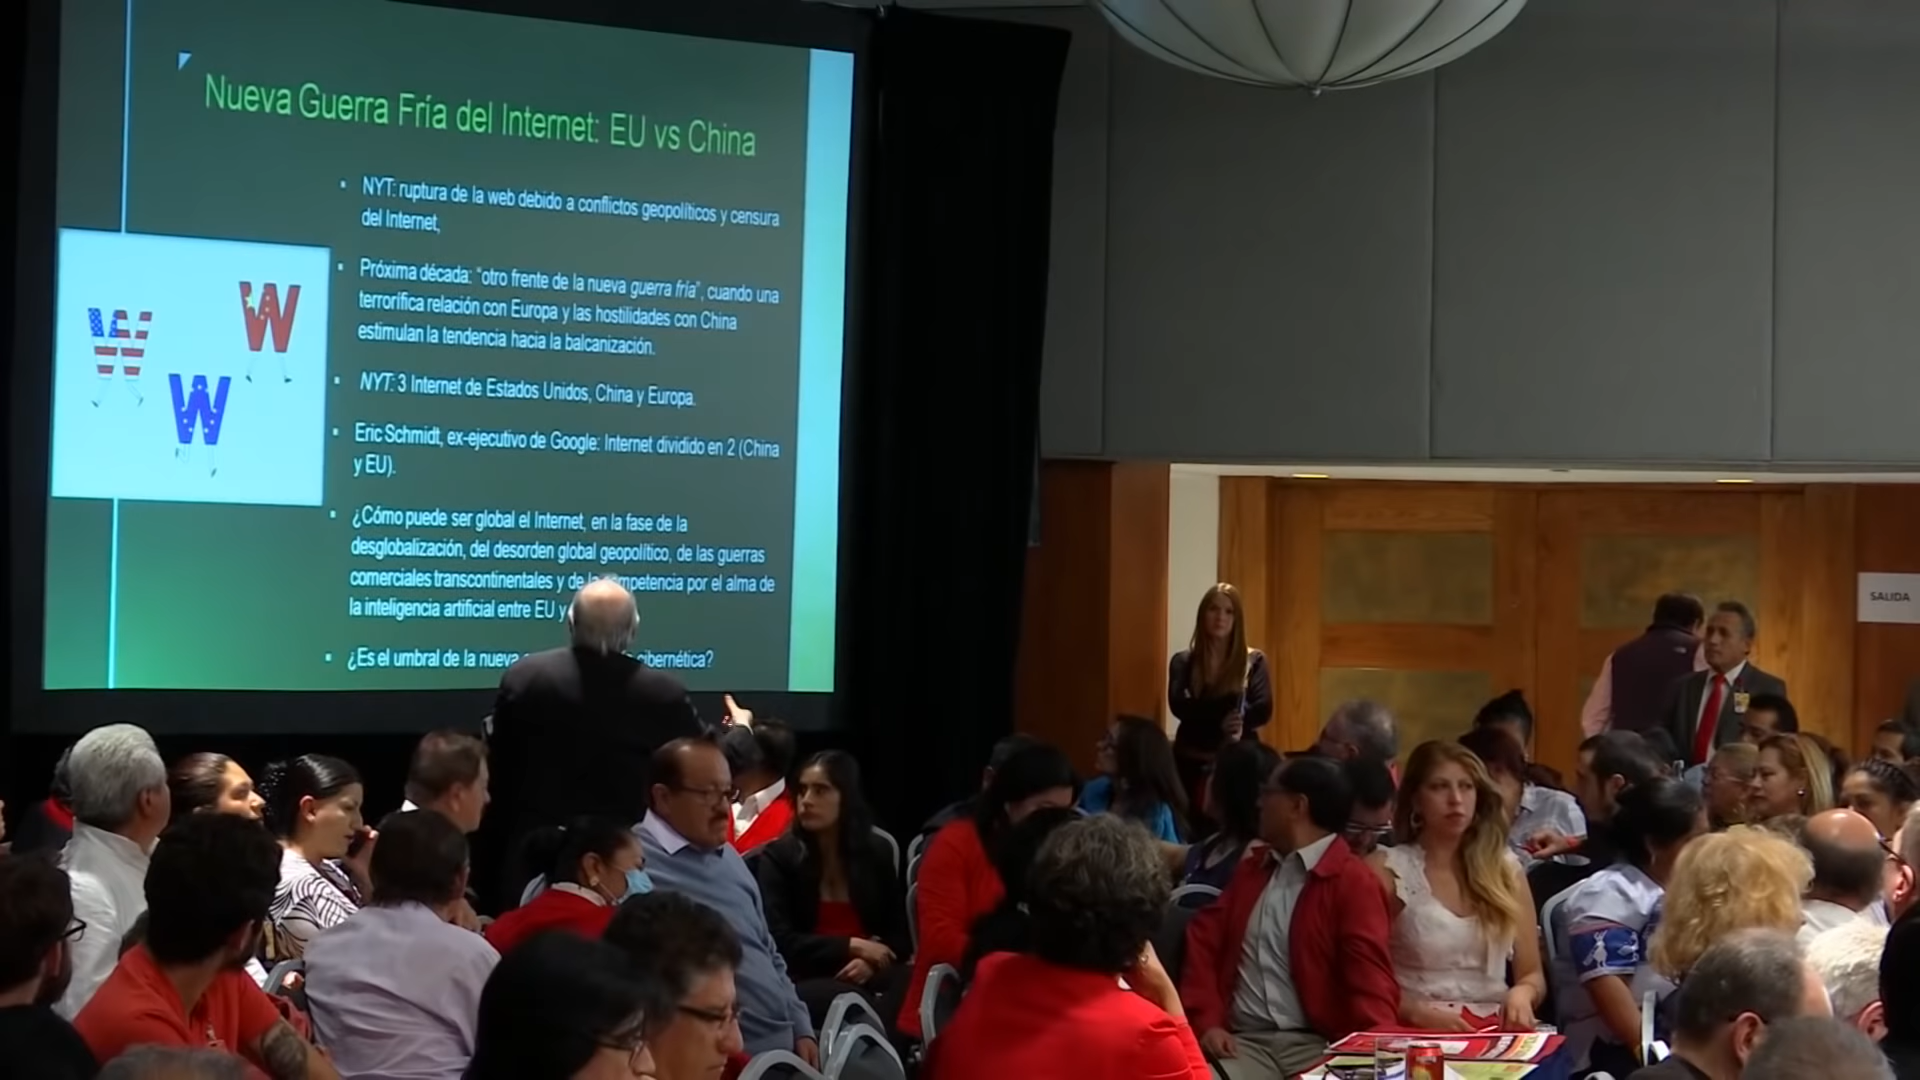 Nueva Guerra Fría del Internet: EU vs China
NYT: ruptura de la web debido a conflictos geopolíticos y censura
del Internet,
Próxima década: “otro frente de la nueva guerra fría”, cuando una
terrorífica relación con Europa y las hostilidades con China
estimulan la tendencia hacia la balcanización.
NYT: 3 Internet de Estados Unidos, China y Europa.
Eric Schmidt, ex-ejecutivo de Google: Internet dividido en 2 (China
y EU).
¿Cómo puede ser global el Internet, en la fase de la
desglobalización, del desorden global geopolítico, de las guerras
comerciales transcontinentales y de la competencia por el alma de
la inteligencia artificial entre EU y
¿Es el umbral de la nueva cibernética?
W
W
W
SALIDA